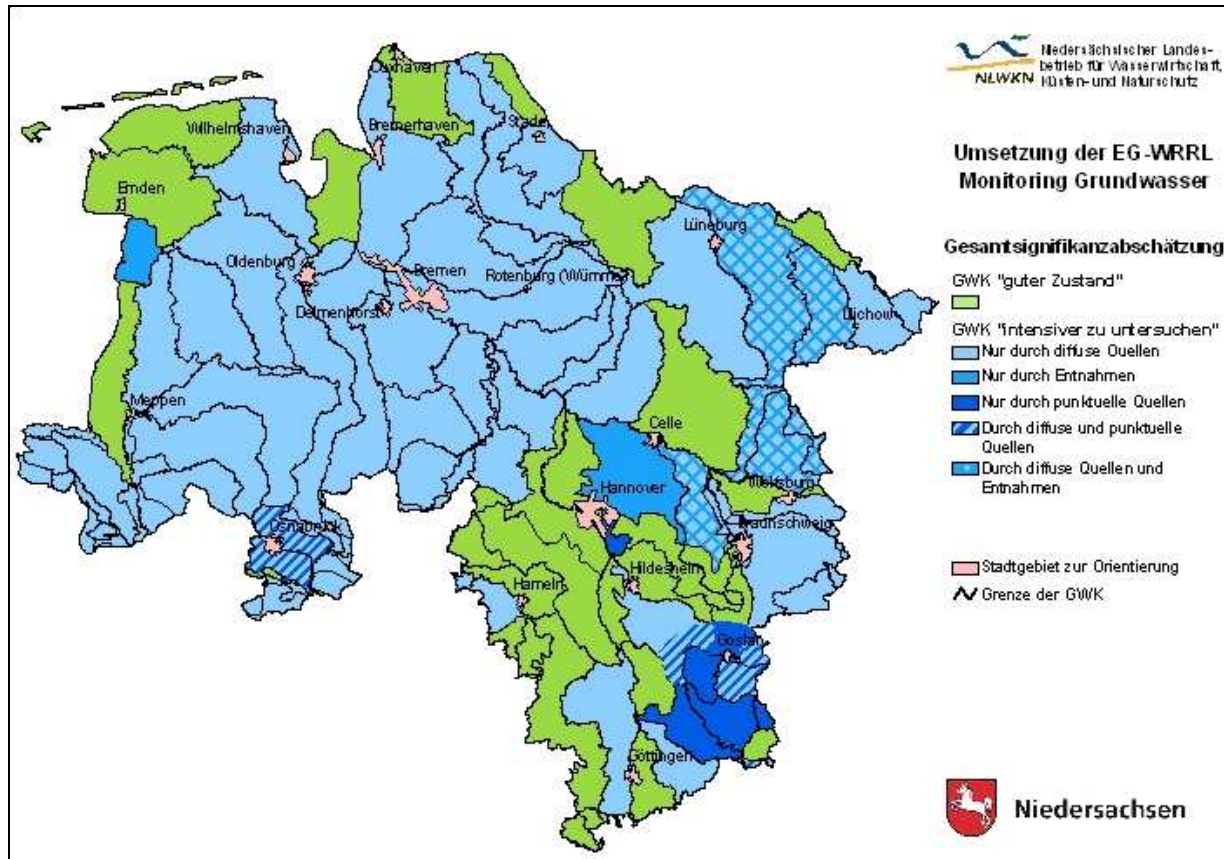 Niedersächsischer Landes-
betrieb für Wasserwirtschaft,
Küsten- und Naturschutz
NLWKN
Umsetzung der EG-WRRL
Monitoring Grundwasser
Gesamtsignifikanzabschätzung
GWK "guter Zustand"
GWK "intensiver zu untersuchen"
Nur durch diffuse Quellen
Nur durch Entnahmen
Nur durch punktuelle Quellen
Durch diffuse und punktuelle
Quellen
Durch diffuse Quellen und
Entnahmen
Stadtgebiet zur Orientierung
Grenze der GWK
Niedersachsen
Cuxhaven
Wilhelmshaven
Bremerhaven
Stade
Emden
Lüneburg
Oldenburg
Bremen
Rotenburg (Wümme)
Delmenhorst
Lüchow
Meppen
Celle
Hannover
Wolfsburg
Osnabrück
Braunschweig
Hildesheim
Hameln
Goslar
Göttingen